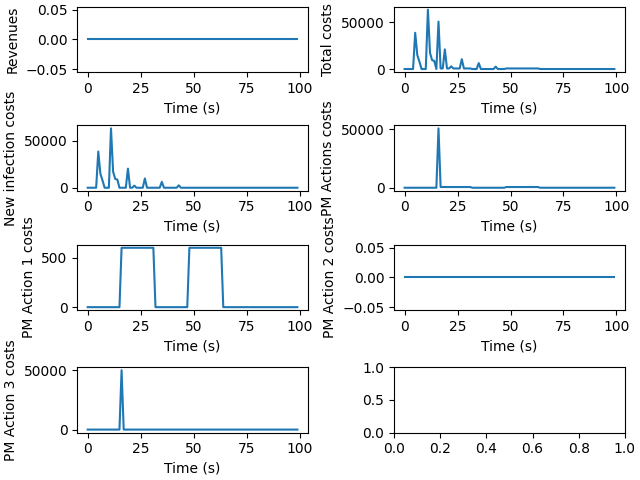 Revenues
0.05
0.00
−0.05
0 25 50 75 100
Time (s)
Total costs
50000
0
0 25 50 75 100
Time (s)
New infection costs
50000
0
0 25 50 75 100
Time (s)
PM Actions costs
50000
0
0 25 50 75 100
Time (s)
PM Action 1 costs
500
0
0 25 50 75 100
Time (s)
PM Action 2 costs
0.05
0.00
−0.05
0 25 50 75 100
Time (s)
PM Action 3 costs
50000
0
0 25 50 75 100
Time (s)
1.0
0.5
0.0
0.0 0.2 0.4 0.6 0.8 1.0